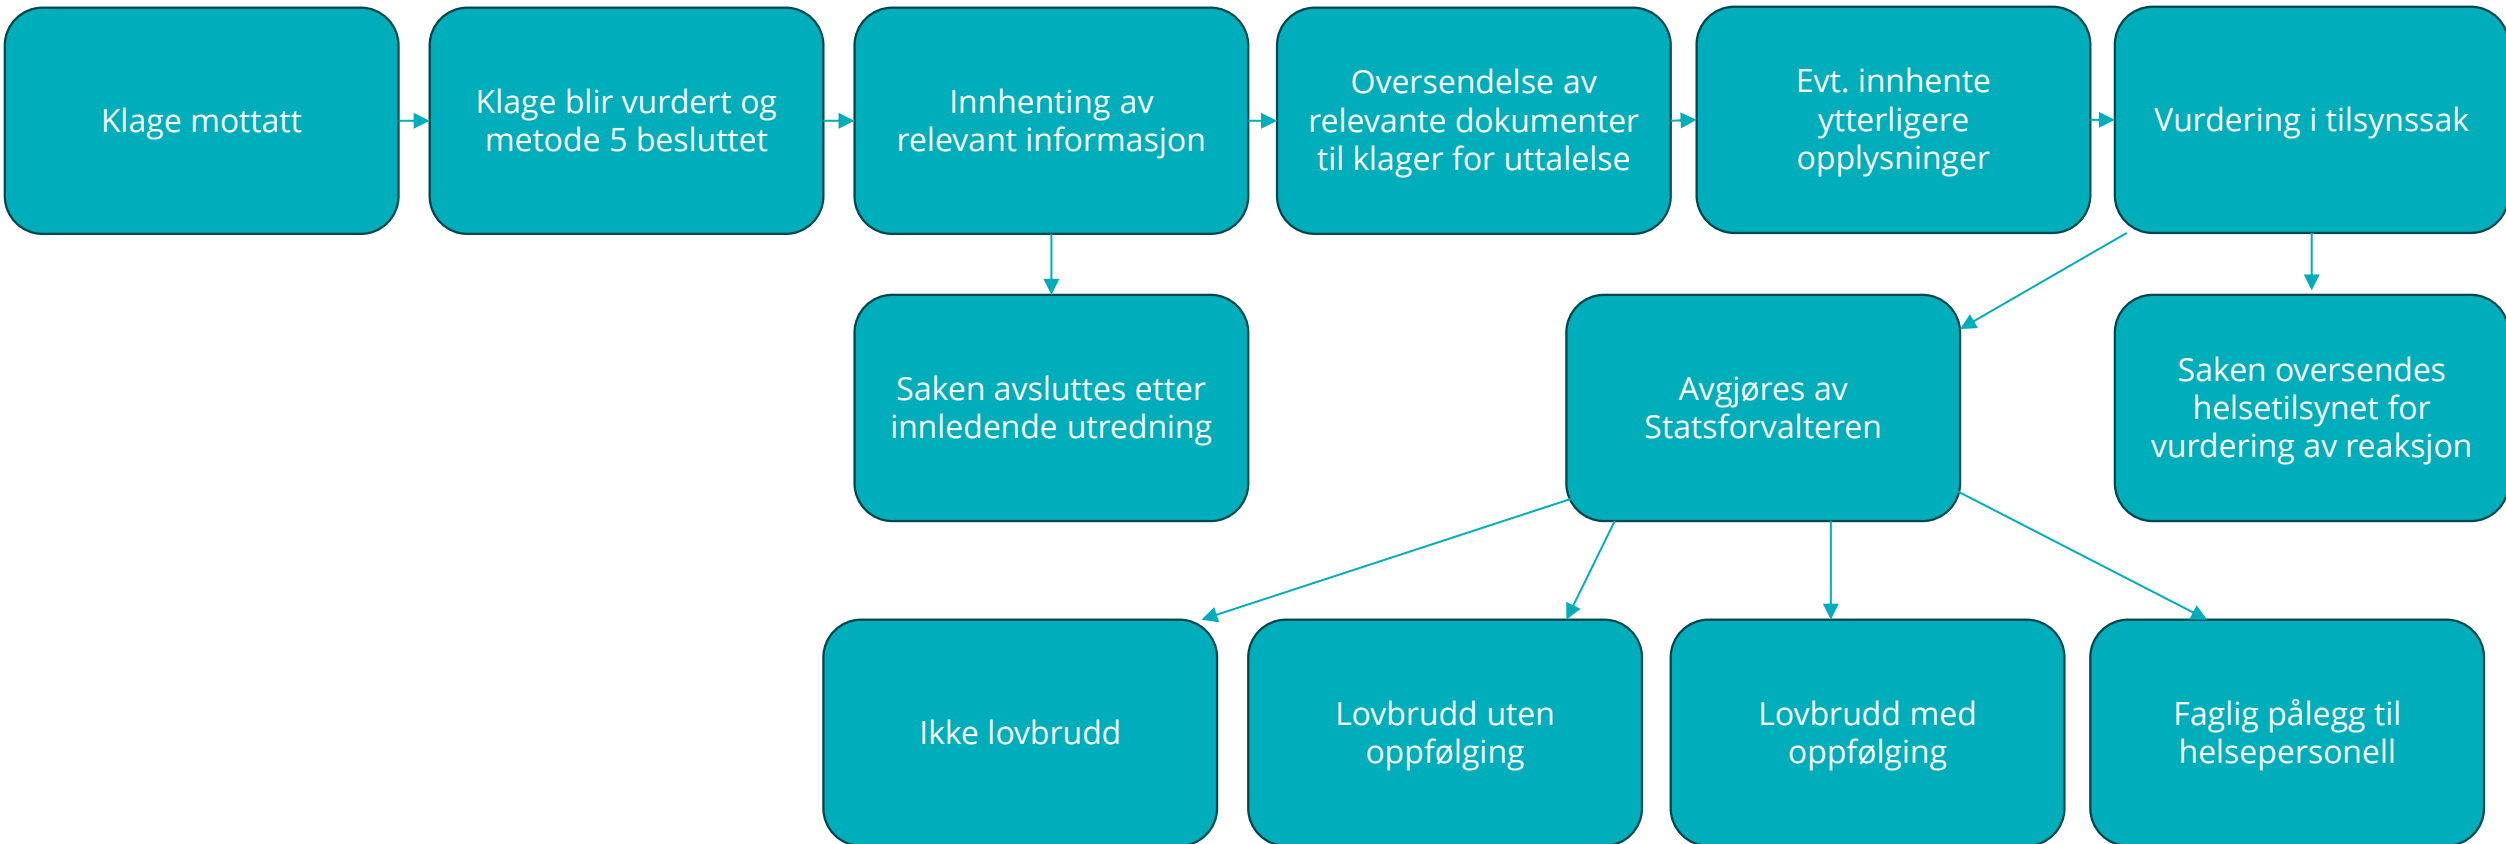 Klage mottatt
Klage blir vurdert og
metode 5 besluttet
Innhenting av
relevant informasjon
Oversendelse av
relevante dokumenter
til klager for uttalelse
Evt. innhente
ytterligere
opplysninger
Vurdering i tilsynssak
Saken avsluttes etter
innledende utredning
Avgjøres av
Statsforvalteren
Saken oversendes
helsetilsynet for
vurdering av reaksjon
Ikke lovbrudd
Lovbrudd uten
oppfølging
Lovbrudd med
oppfølging
Faglig pålegg til
helsepersonell